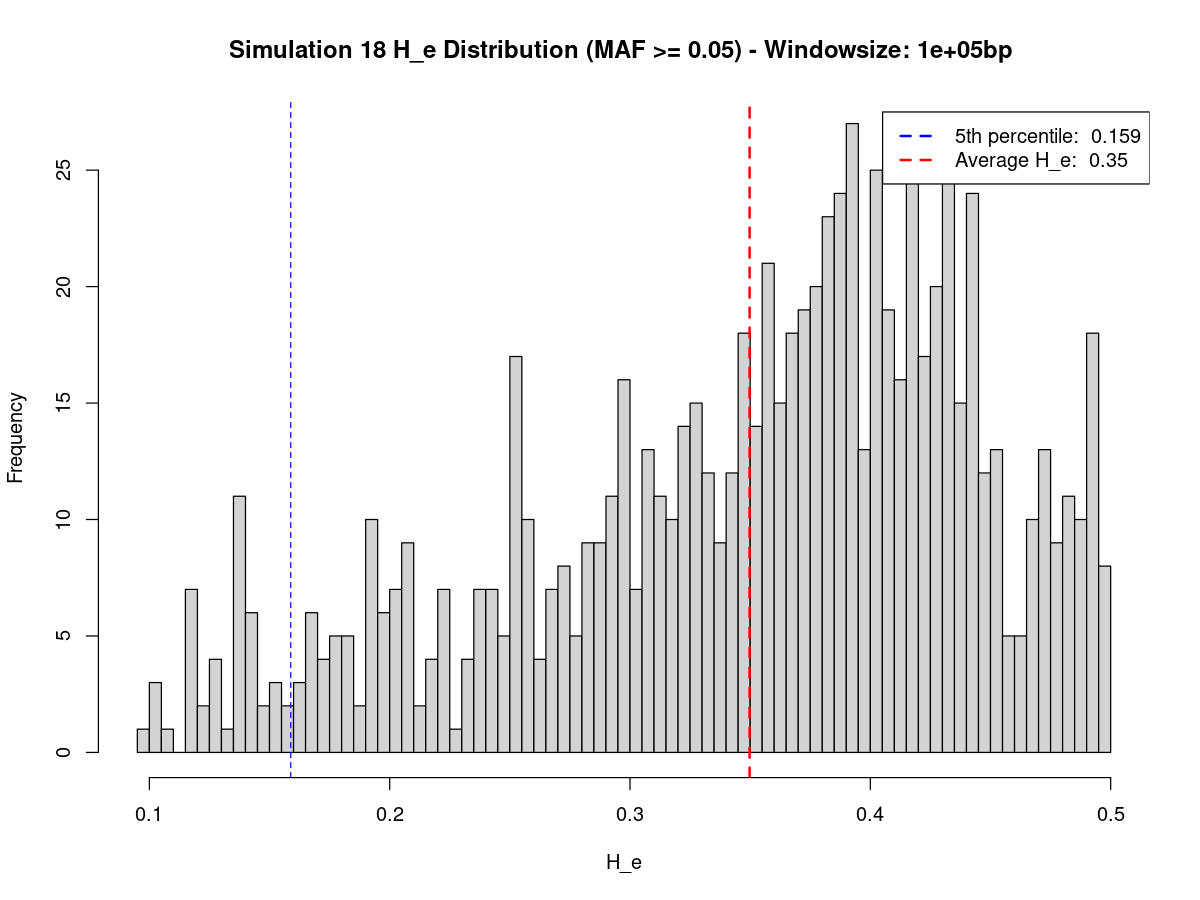 Simulation 18 H_e Distribution (MAF >= 0.05) - Windowsize: 1e+05bp
5th percentile:  0.159
Average H_e:  0.35
Frequency
25
20
15
10
5
0
0.1
0.2
0.3
0.4
0.5
H_e